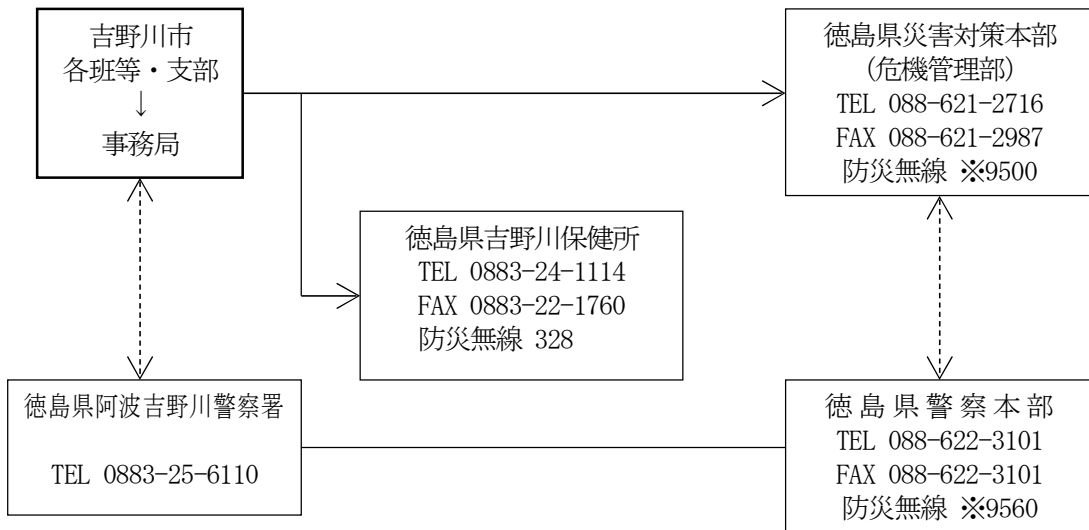 吉野川市
各班等・支部
↓
事務局
徳島県災害対策本部
(危機管理部)
TEL 088-621-2716
FAX 088-621-2987
防災無線 ※9500
徳島県吉野川保健所
TEL 0883-24-1114
FAX 0883-22-1760
防災無線 328
徳島県阿波吉野川警察署
TEL 0883-25-6110
徳島県警察本部
TEL 088-622-3101
FAX 088-622-3101
防災無線 ※9560